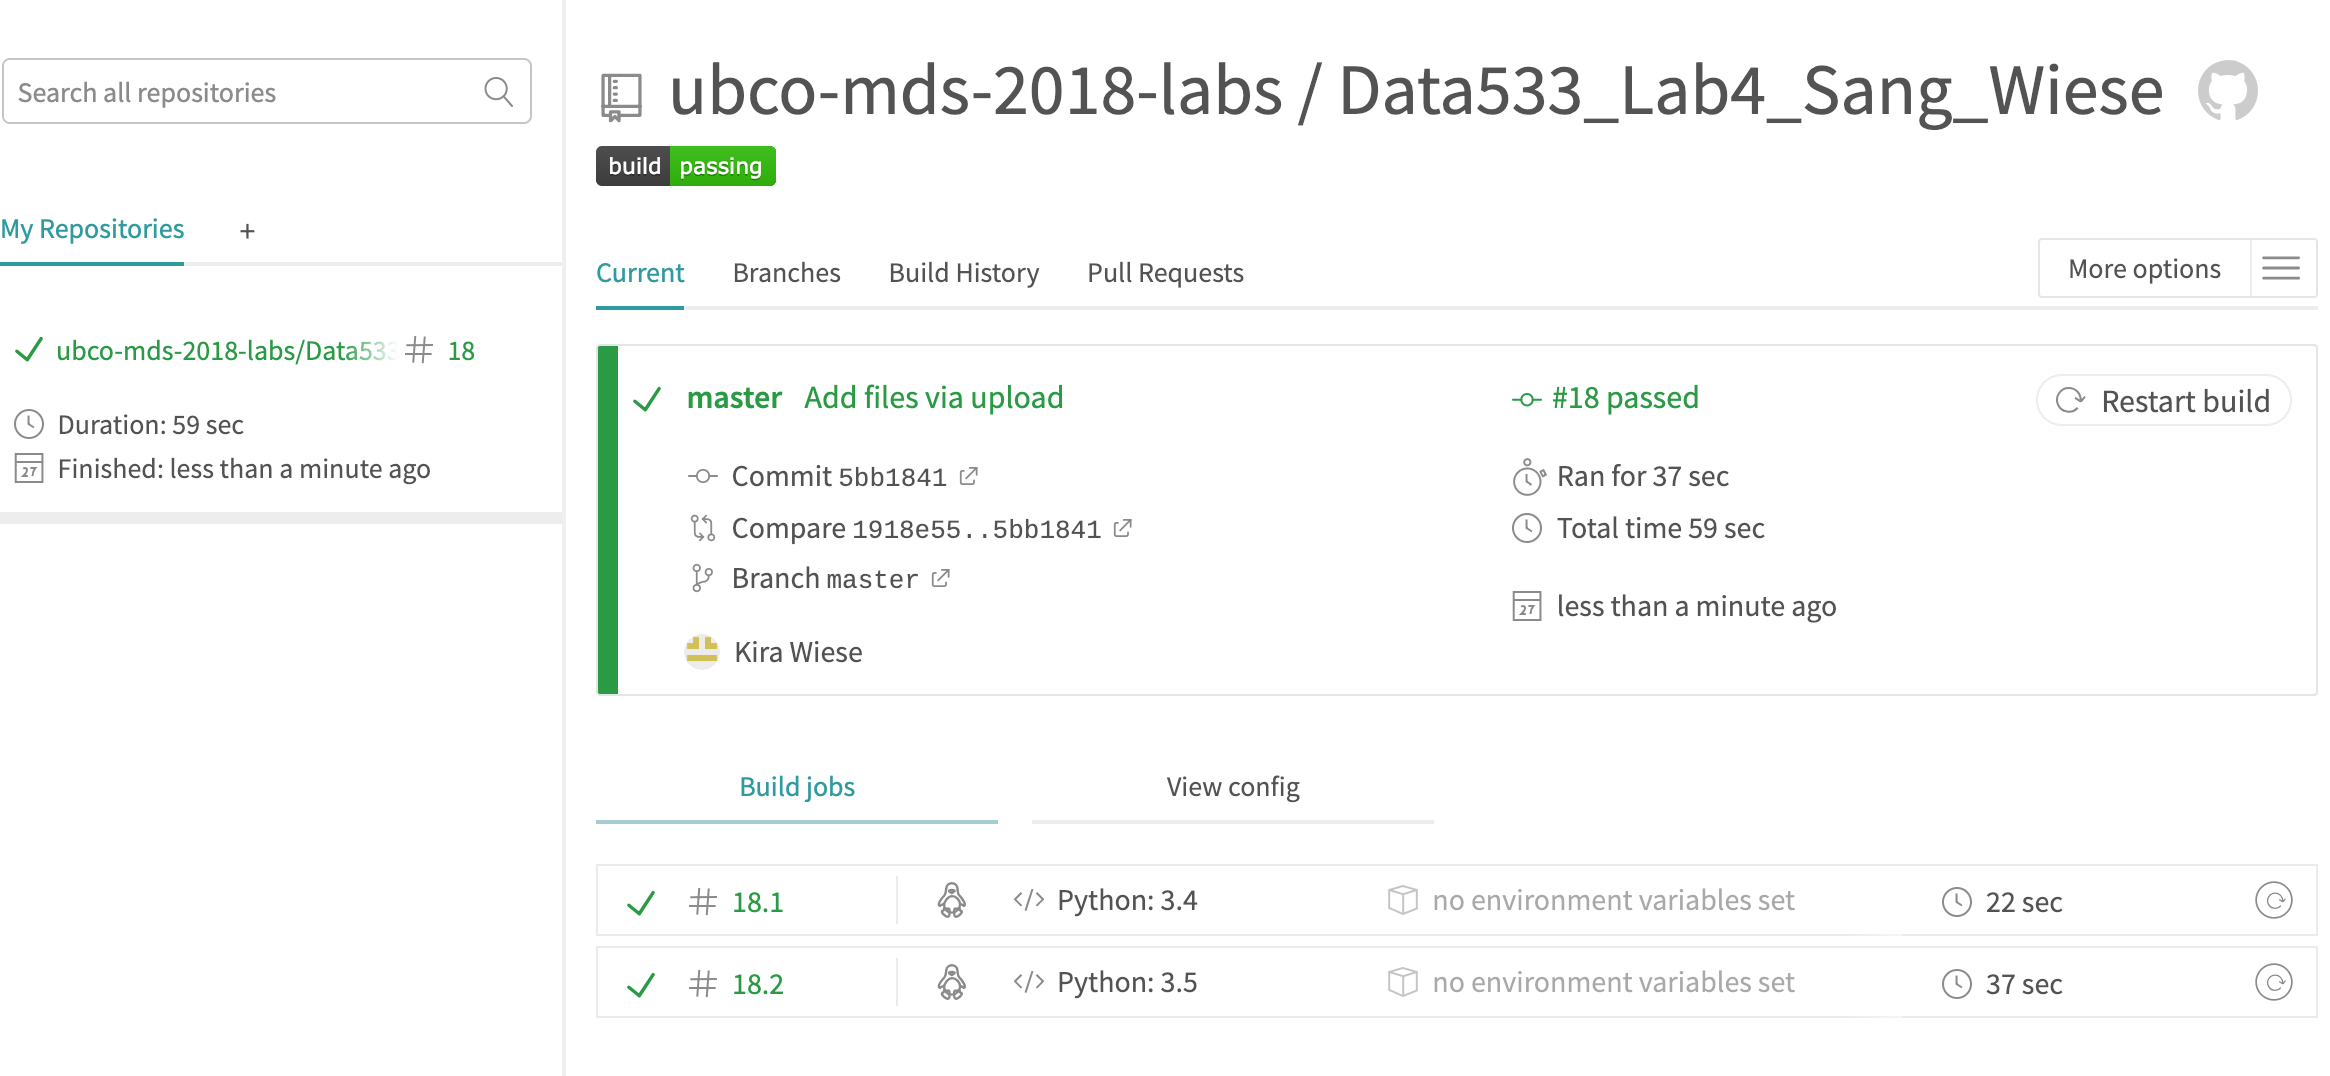 Search all repositories
My Repositories +
ubco-mds-2018-labs/Data533 # 18
Duration: 59 sec
27 Finished: less than a minute ago
ubco-mds-2018-labs / Data533_Lab4_Sang_Wiese
build passing
Current Branches Build History Pull Requests More options
master Add files via upload #18 passed Restart build
Commit 5bb1841 Ran for 37 sec
Compare 1918e55..5bb1841 Total time 59 sec
Branch master
27 less than a minute ago
Kira Wiese
Build jobs View config
# 18.1 </> Python: 3.4 no environment variables set 22 sec
# 18.2 </> Python: 3.5 no environment variables set 37 sec